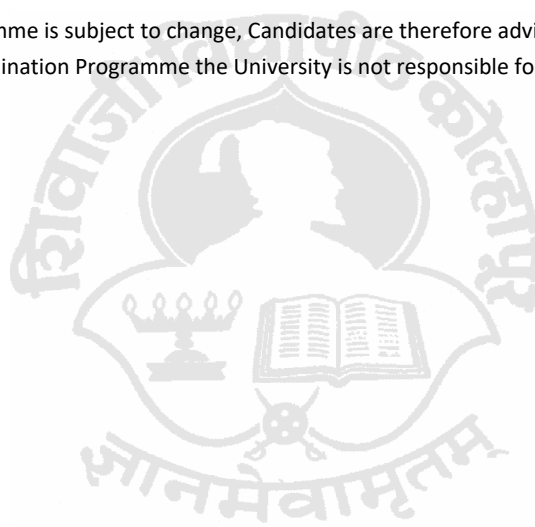 mme is subject to change, Candidates are therefore advi
ination Programme the University is not responsible fo
शिवाजी विद्यापीठ कोल्हापूर
ज्ञानमेवामृतम्